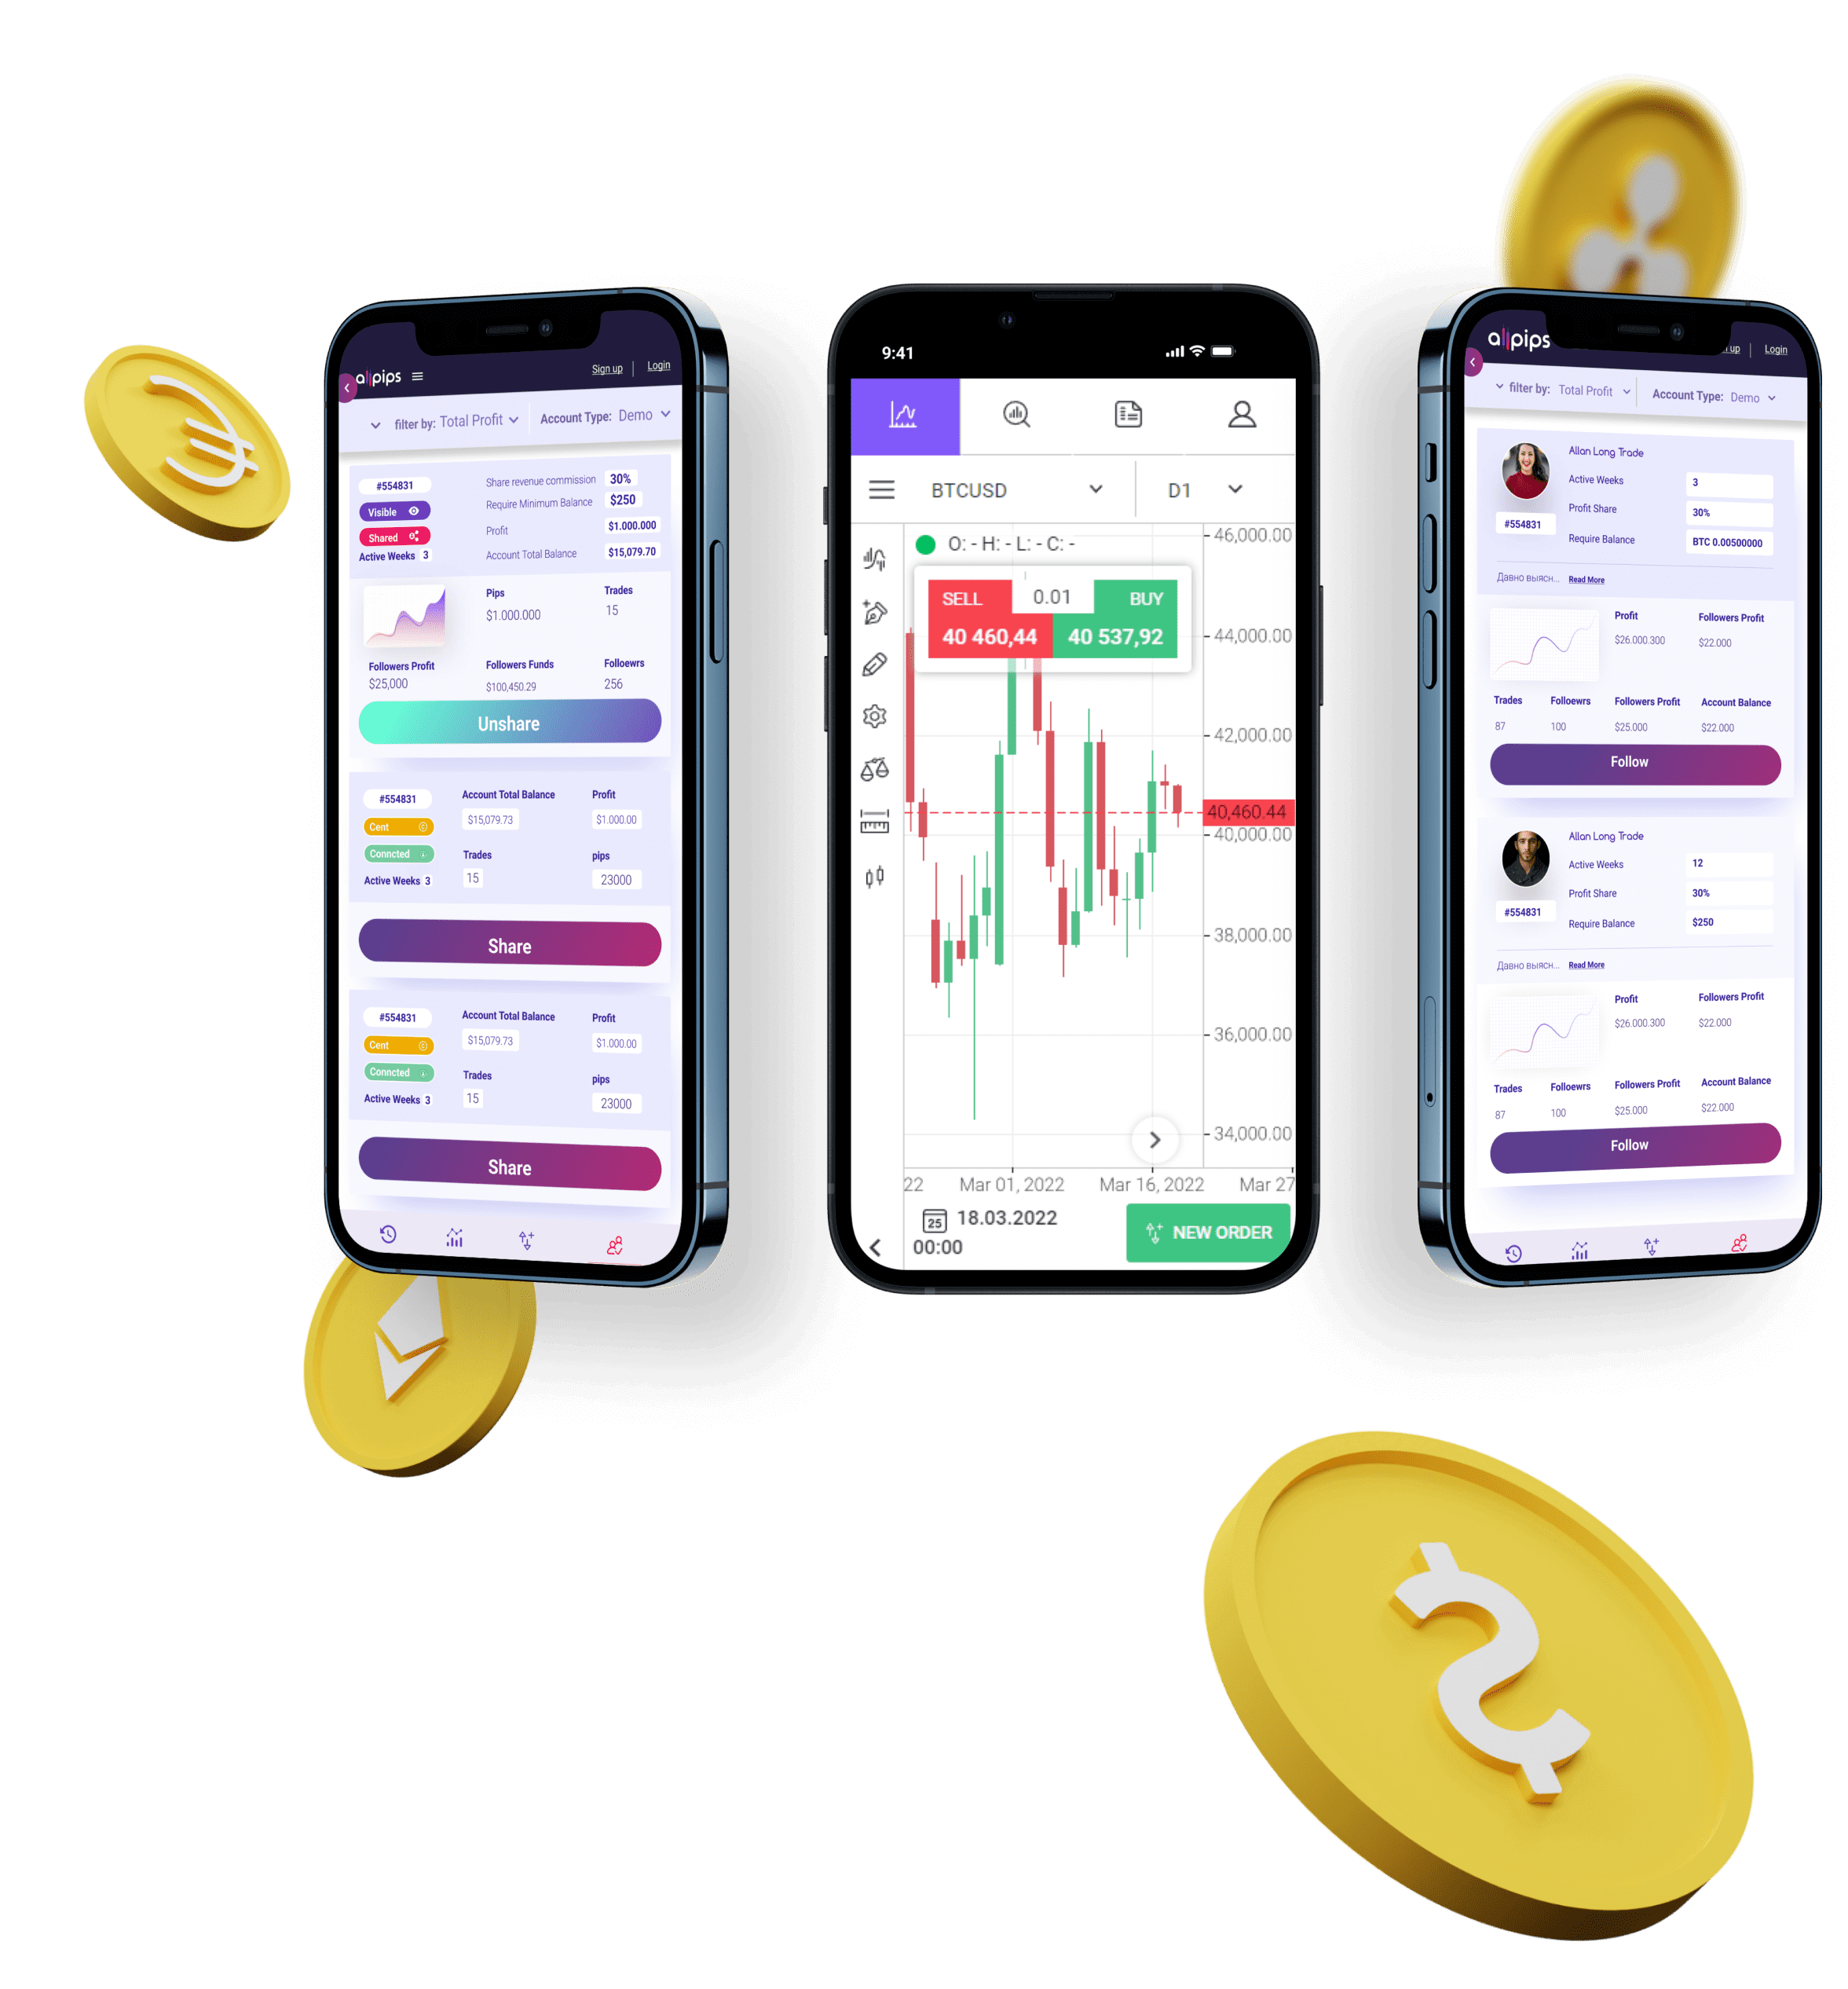 allpips
Sign up
Login
filter by: Total Profit
Account Type: Demo
#554831
Visible
Shared
Active Weeks 3
Share revenue commission 30%
Require Minimum Balance $250
Profit $1.000.000
Account Total Balance $15,079.70
Pips
$1.000.000
Trades
15
Followers Profit
$25,000
Followers Funds
$100,450.29
Folloewrs
256
Unshare
#554831
Cent
Conncted
Active Weeks 3
Account Total Balance
$15,079.73
Profit
$1.000.00
Trades
15
pips
23000
Share
#554831
Cent
Conncted
Active Weeks 3
Account Total Balance
$15,079.73
Profit
$1.000.00
Trades
15
pips
23000
Share
9:41
BTCUSD
D1
O: - H: - L: - C: -
SELL
0.01
BUY
40 460,44
40 537,92
46,000.00
44,000.00
42,000.00
40,460.44
40,000.00
38,000.00
36,000.00
34,000.00
22
Mar 01, 2022
Mar 16, 2022
Mar 27
25
18.03.2022
00:00
NEW ORDER
allpips
up
Login
filter by: Total Profit
Account Type: Demo
Allan Long Trade
#554831
Active Weeks 3
Profit Share 30%
Require Balance BTC 0.00500000
Давно выясн... Read More
Profit
$26.000.300
Followers Profit
$22.000
Trades
87
Folloewrs
100
Followers Profit
$25.000
Account Balance
$22.000
Follow
Allan Long Trade
#554831
Active Weeks 12
Profit Share 30%
Require Balance $250
Давно выясн... Read More
Profit
$26.000.300
Followers Profit
$22.000
Trades
87
Folloewrs
100
Followers Profit
$25.000
Account Balance
$22.000
Follow